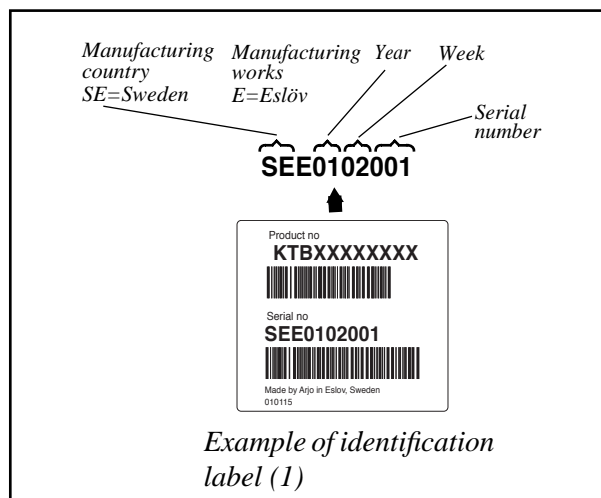 Manufacturing
country
SE=Sweden
Manufacturing
works
E=Eslöv
Year
Week
Serial
number
SEE0102001
Product no
KTBXXXXXXXX
Serial no
SEE0102001
Made by Arjo in Eslov, Sweden
010115
Example of identification
label (1)